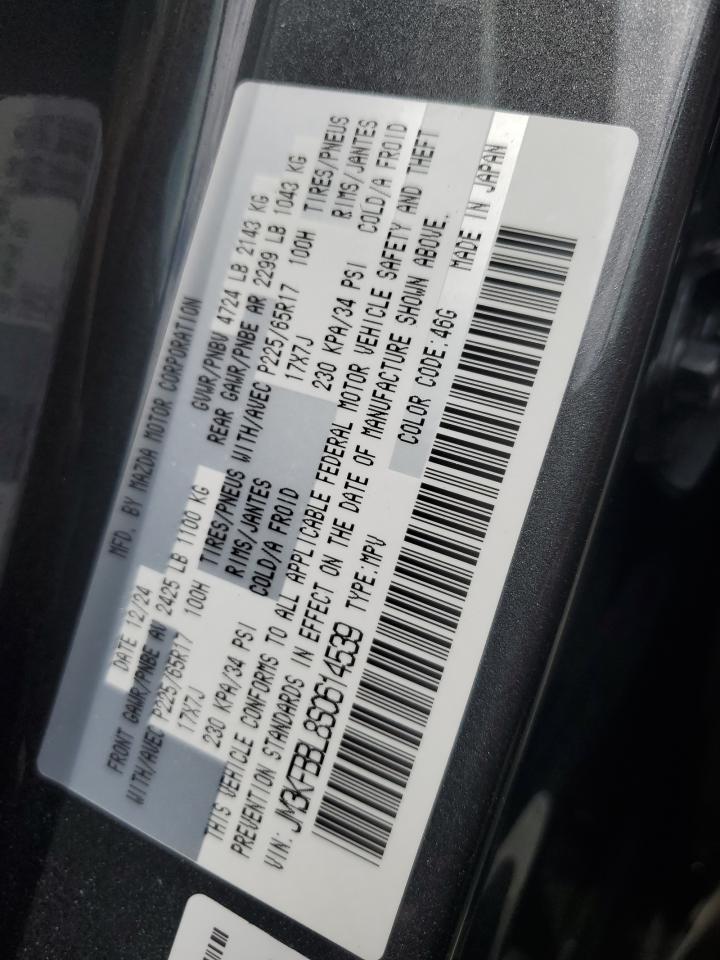 MFD. BY MAZDA MOTOR CORPORATION
DATE 12/24 GVWR/PNBV 4724 LB 2143 KG
FRONT GAWR/PNBE AV 2425 LB 1100 KG REAR GAWR/PNBE AR 2299 LB 1043 KG
WITH/AVEC P225/65R17 100H TIRES/PNEUS WITH/AVEC P225/65R17 100H TIRES/PNEUS
17X7J RIMS/JANTES 17X7J RIMS/JANTES
230 KPA/34 PSI COLD/A FROID 230 KPA/34 PSI COLD/A FROID
THIS VEHICLE CONFORMS TO ALL APPLICABLE FEDERAL MOTOR VEHICLE SAFETY AND THEFT
PREVENTION STANDARDS IN EFFECT ON THE DATE OF MANUFACTURE SHOWN ABOVE.
VIN: JM3KFBBL8S0614539 TYPE:MPV COLOR CODE:46G MADE IN JAPAN